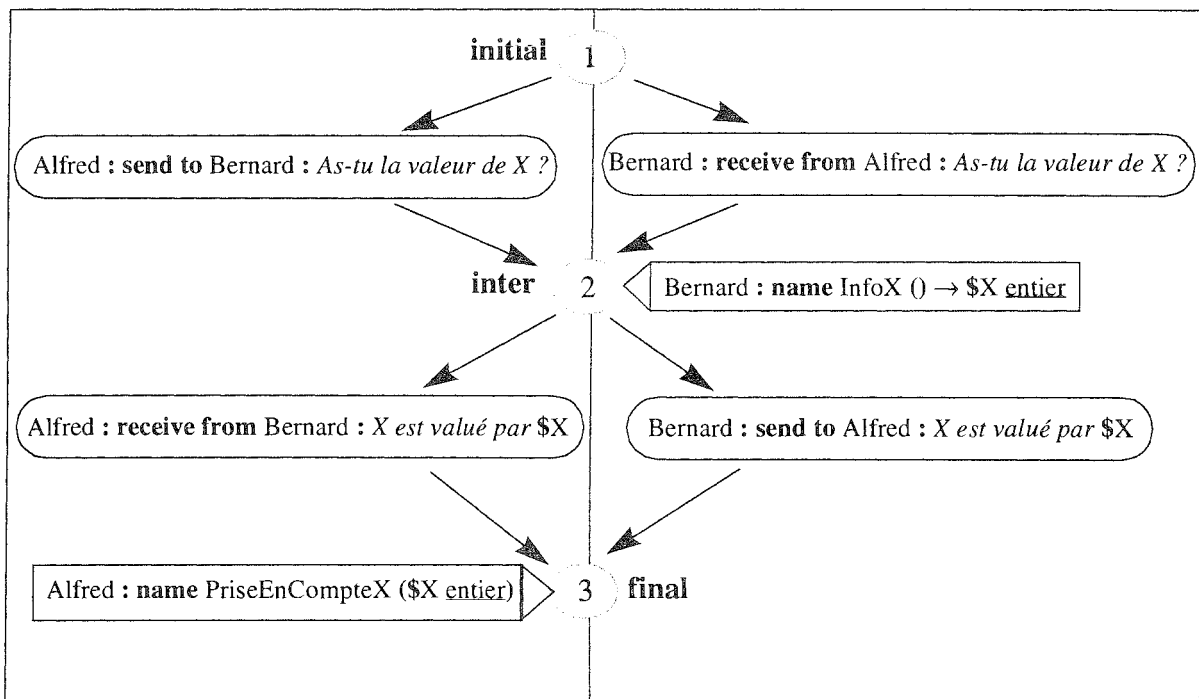 initial 1
Alfred : send to Bernard : As-tu la valeur de X ?
Bernard : receive from Alfred : As-tu la valeur de X ?
inter 2
Bernard : name InfoX () → $X entier
Alfred : receive from Bernard : X est valué par $X
Bernard : send to Alfred : X est valué par $X
Alfred : name PriseEnCompteX ($X entier)
3 final